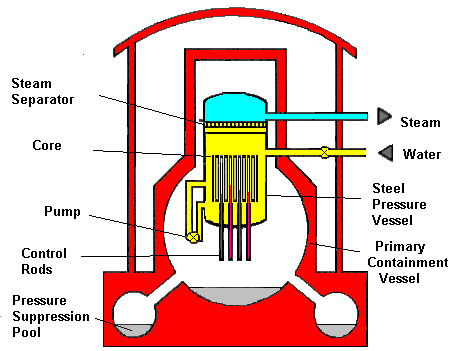 Steam
Separator
Core
Pump
Control
Rods
Pressure
Suppression
Pool
Steam
Water
Steel
Pressure
Vessel
Primary
Containment
Vessel